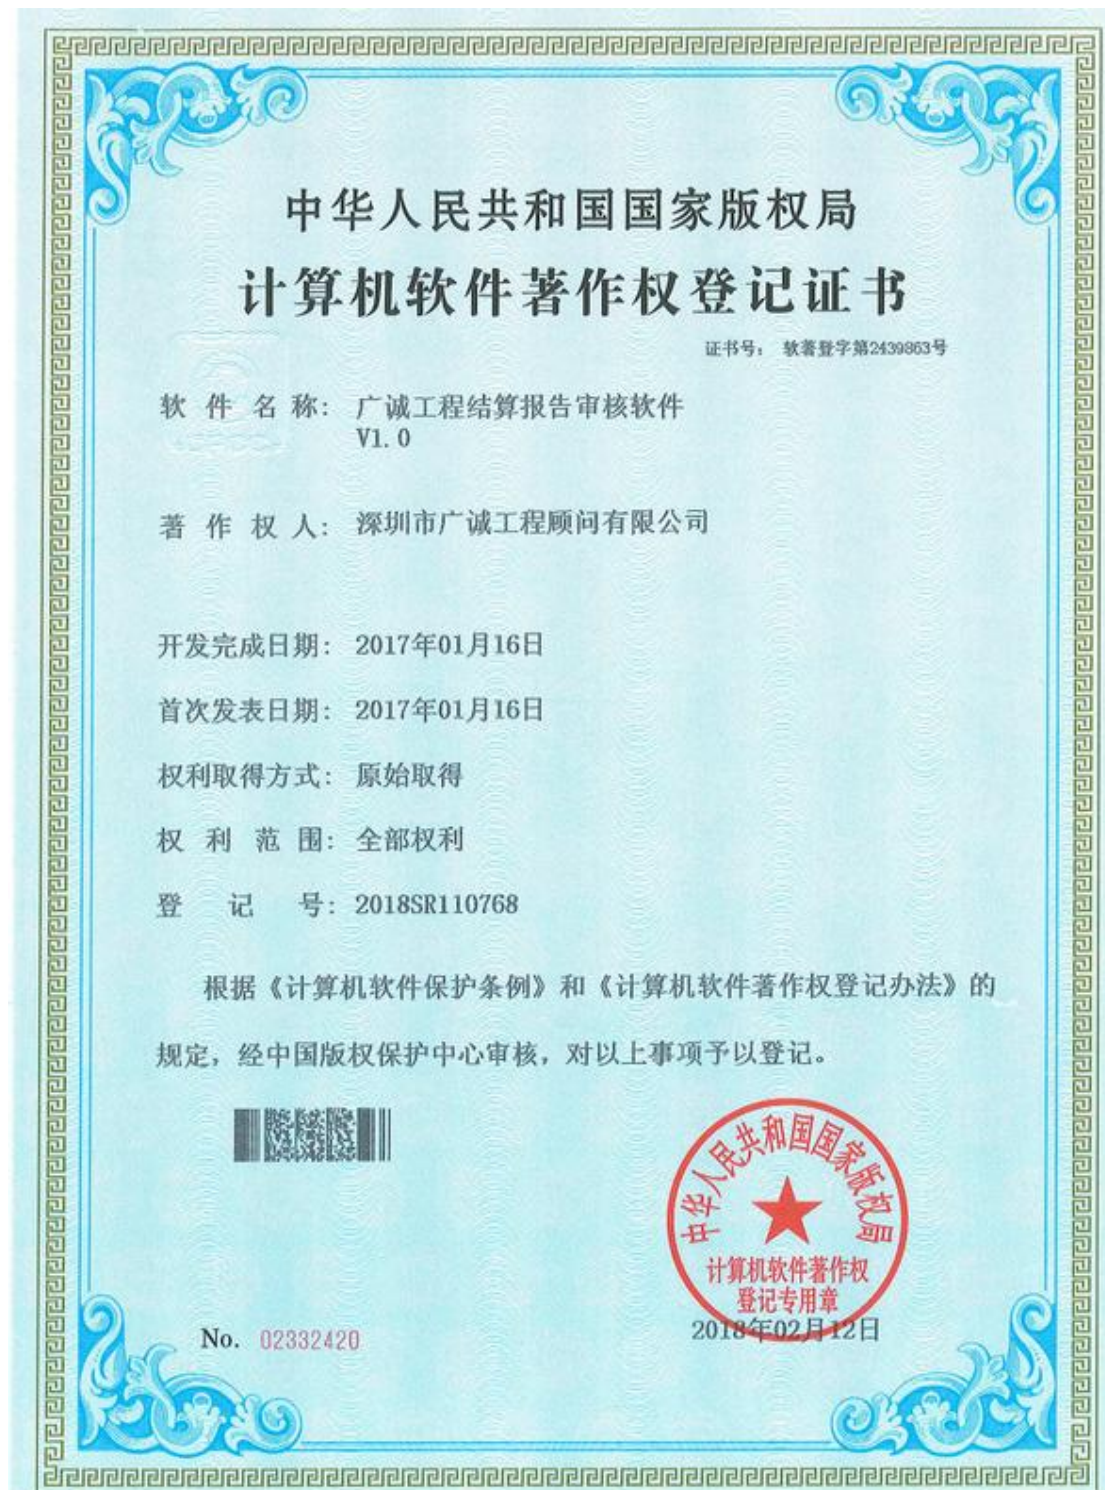 中华人民共和国国家版权局
计算机软件著作权登记证书
证书号： 软著登字第2439863号
软件名称： 广诚工程结算报告审核软件
V1.0
著作权人： 深圳市广诚工程顾问有限公司
开发完成日期： 2017年01月16日
首次发表日期： 2017年01月16日
权利取得方式： 原始取得
权利范围： 全部权利
登记号： 2018SR110768
根据《计算机软件保护条例》和《计算机软件著作权登记办法》的
规定，经中国版权保护中心审核，对以上事项予以登记。
中华人民共和国国家版权局
计算机软件著作权
登记专用章
No. 02332420
2018年02月12日